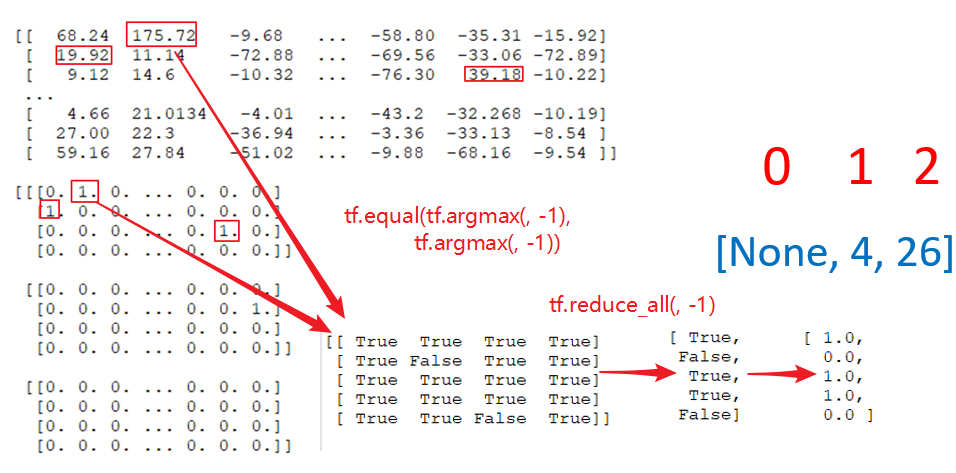 [[ 68.24 175.72 -9.68 ... -58.80 -35.31 -15.92]
[ 19.92 11.14 -72.88 ... -69.56 -33.06 -72.89]
[ 9.12 14.6 -10.32 ... -76.30 39.18 -10.22]
...
[ 4.66 21.0134 -4.01 ... -43.2 -32.268 -10.19]
[ 27.00 22.3 -36.94 ... -3.36 -33.13 -8.54 ]
[ 59.16 27.84 -51.02 ... -9.88 -68.16 -9.54 ]]
0 1 2
[None, 4, 26]
[[[0. 1. 0. ... 0. 0. 0.]
[1. 0. 0. ... 0. 0. 0.]
[0. 0. 0. ... 0. 1. 0.]
[0. 0. 0. ... 0. 0. 0.]]
tf.equal(tf.argmax(, -1),
tf.argmax(, -1))
[[0. 0. 0. ... 0. 0. 0.]
[0. 0. 0. ... 0. 0. 1.]
[0. 0. 0. ... 0. 0. 0.]
[0. 0. 0. ... 0. 0. 0.]]
[[0. 0. 0. ... 0. 0. 0.]
[0. 0. 0. ... 0. 0. 0.]
[0. 0. 0. ... 0. 0. 0.]
[0. 0. 0. ... 0. 0. 0.]]
tf.reduce_all(, -1)
[[ True True True True]
[ True False True True]
[ True True True True]
[ True True True True]
[ True True False True]]
[ True,
False,
True,
True,
False]
[ 1.0,
0.0,
1.0,
1.0,
0.0 ]